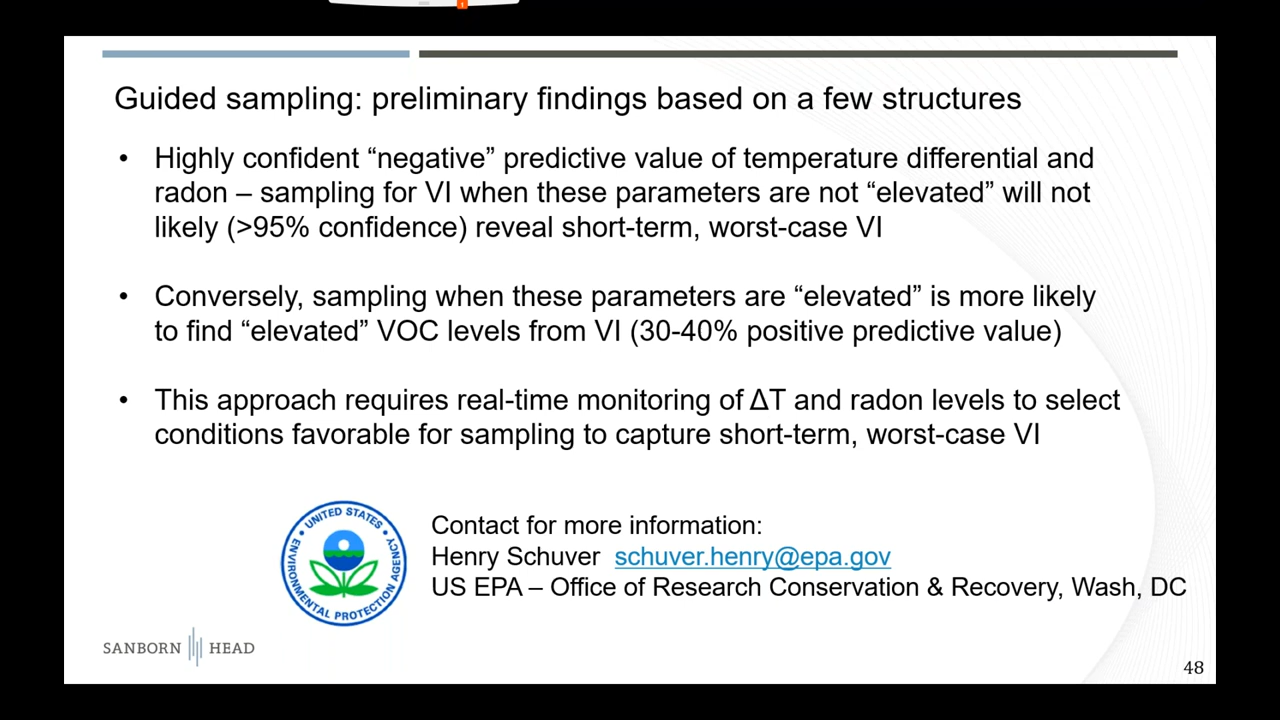 Guided sampling: preliminary findings based on a few structures
• Highly confident “negative” predictive value of temperature differential and
radon – sampling for VI when these parameters are not “elevated” will not
likely (>95% confidence) reveal short-term, worst-case VI
• Conversely, sampling when these parameters are “elevated” is more likely
to find “elevated” VOC levels from VI (30-40% positive predictive value)
• This approach requires real-time monitoring of ΔT and radon levels to select
conditions favorable for sampling to capture short-term, worst-case VI
UNITED STATES
ENVIRONMENTAL PROTECTION AGENCY
Contact for more information:
Henry Schuver schuver.henry@epa.gov
US EPA – Office of Research Conservation & Recovery, Wash, DC
SANBORN HEAD
48